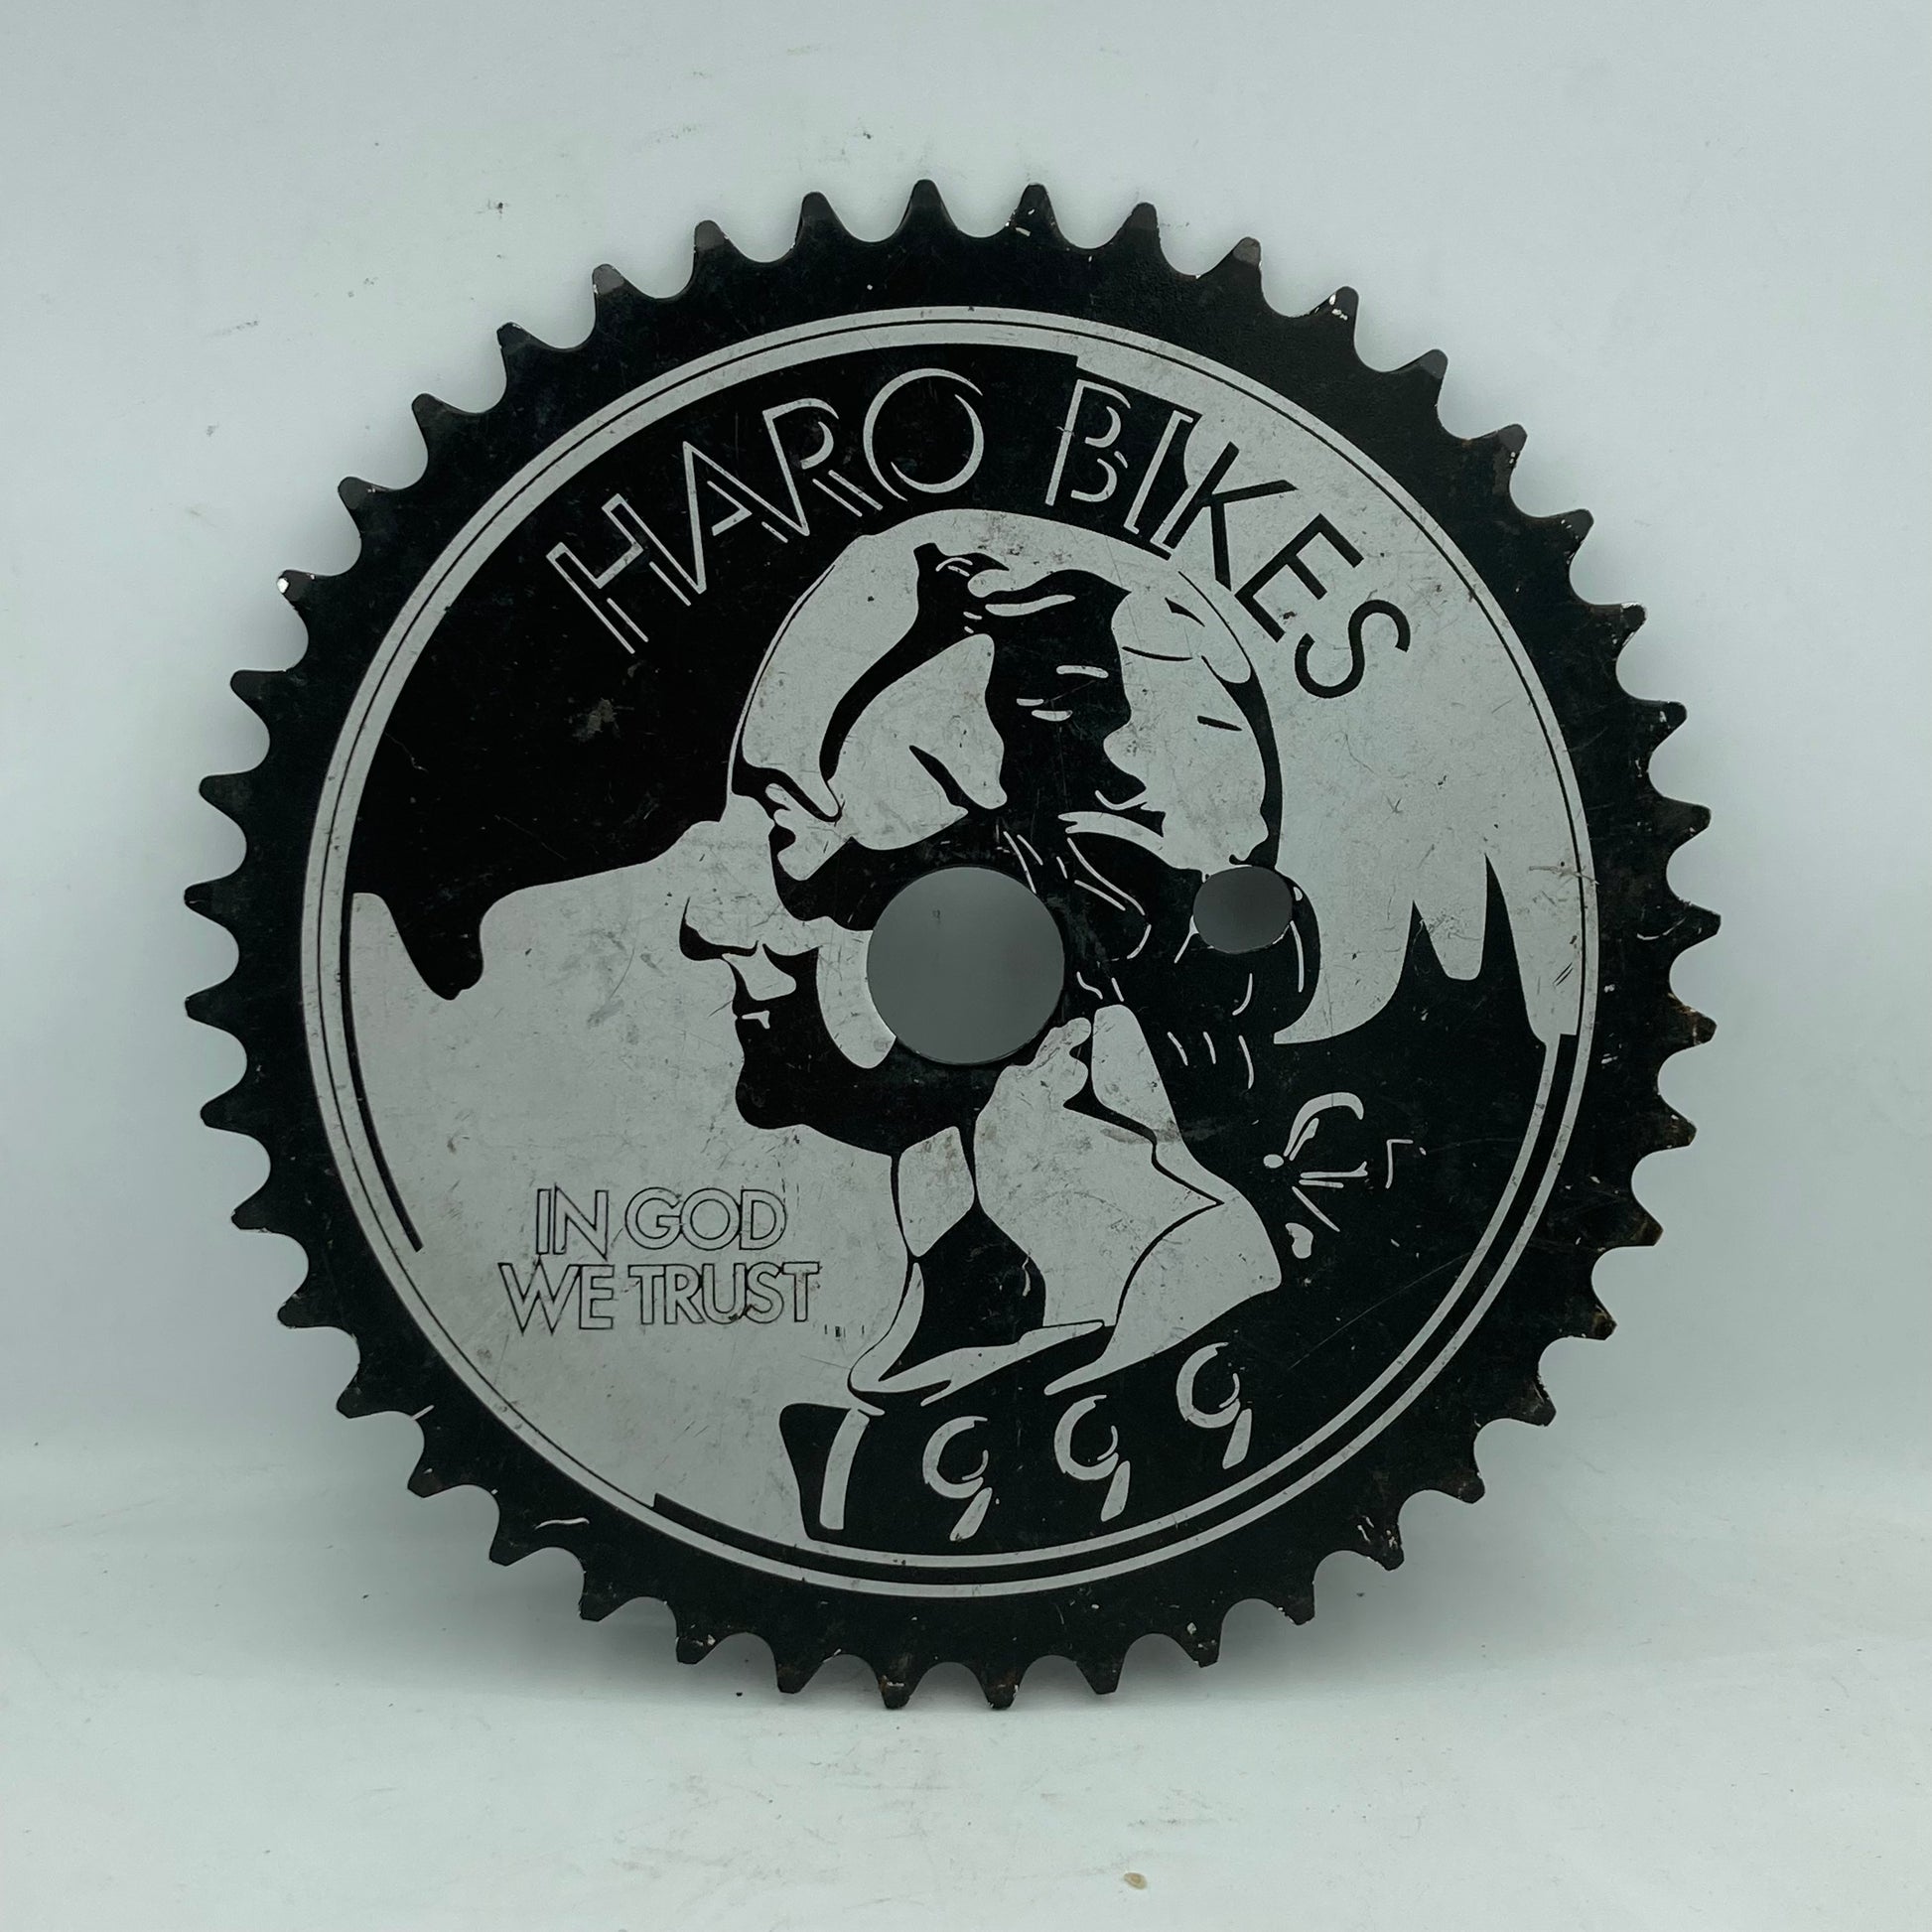 HARO BIKES
IN GOD
WE TRUST
1999